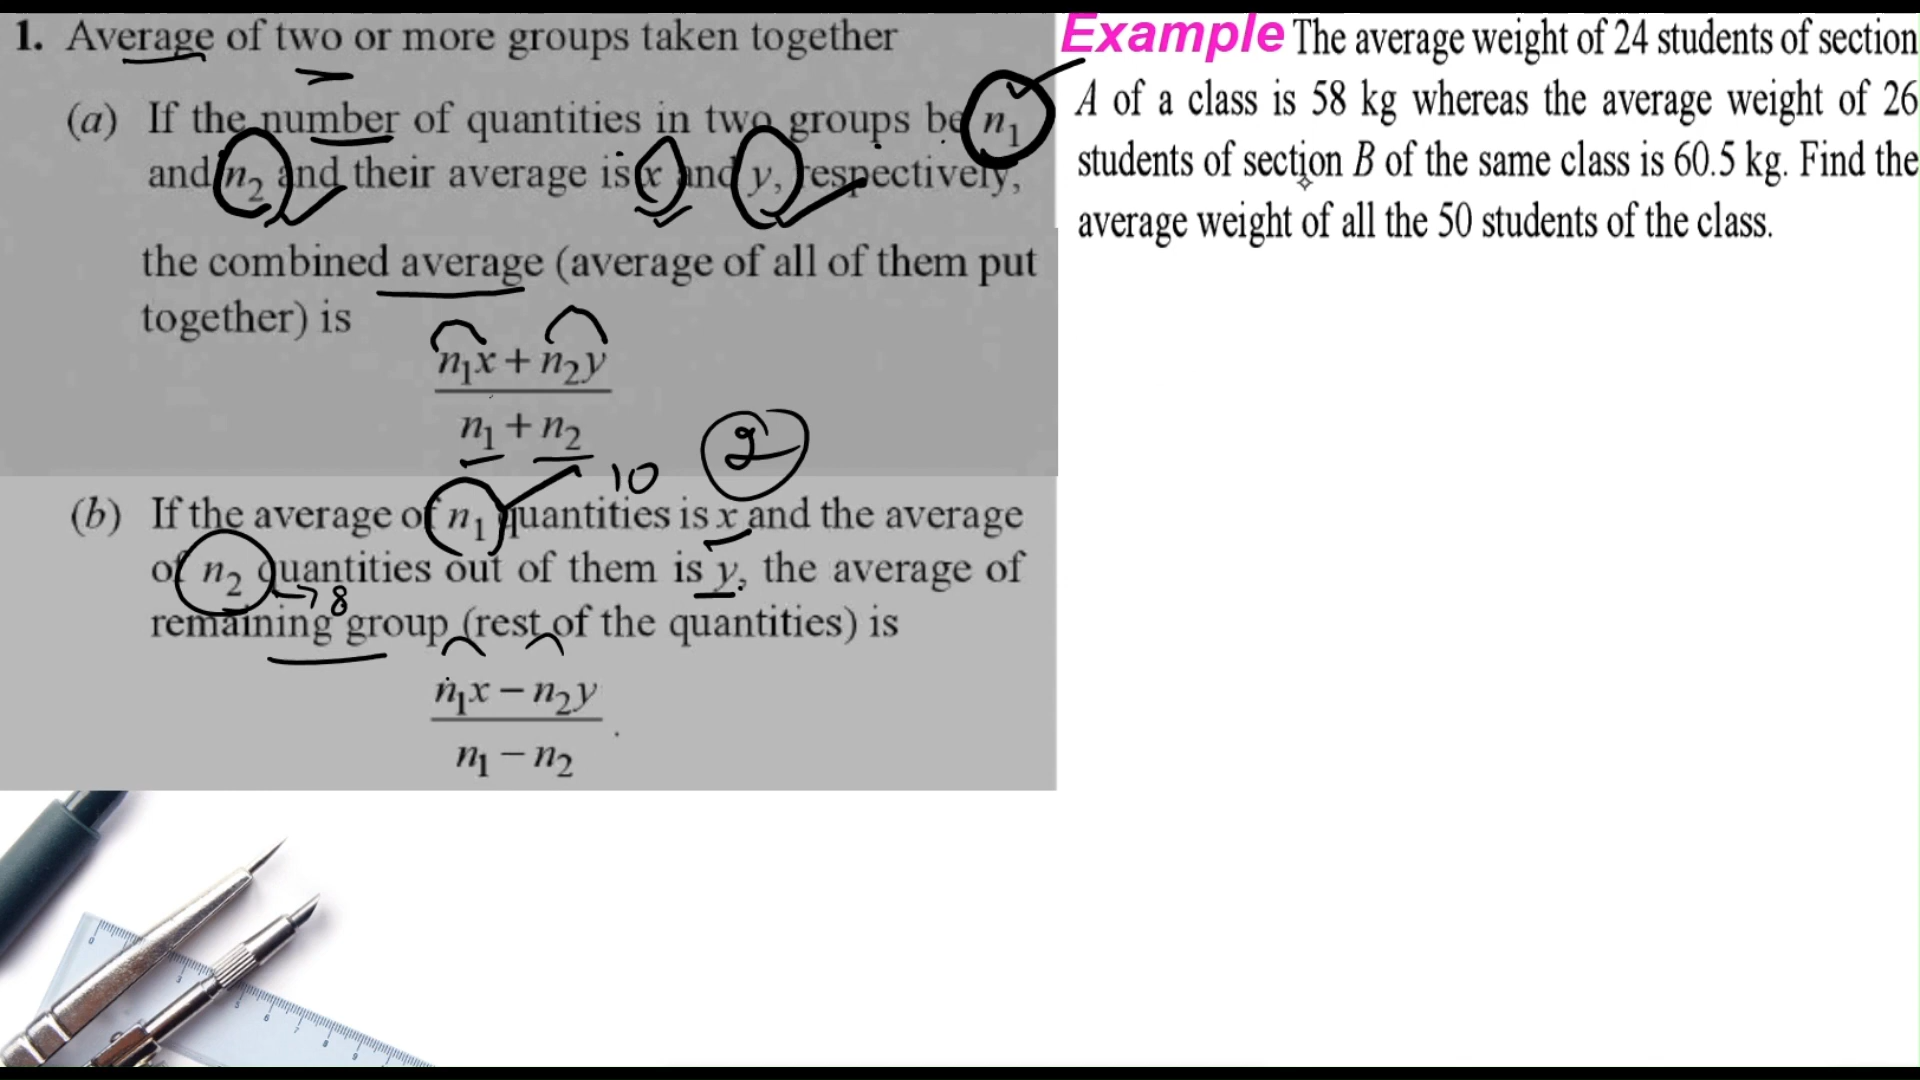 1. Average of two or more groups taken together
(a) If the number of quantities in two groups be n₁
and n₂ and their average is x and y, respectively,
the combined average (average of all of them put
together) is
n₁x + n₂y
n₁ + n₂
10 2
(b) If the average of n₁ quantities is x and the average
of n₂ quantities out of them is y, the average of
8
remaining group (rest of the quantities) is
n₁x − n₂y
n₁ − n₂ .
Example The average weight of 24 students of section
A of a class is 58 kg whereas the average weight of 26
students of section B of the same class is 60.5 kg. Find the
average weight of all the 50 students of the class.